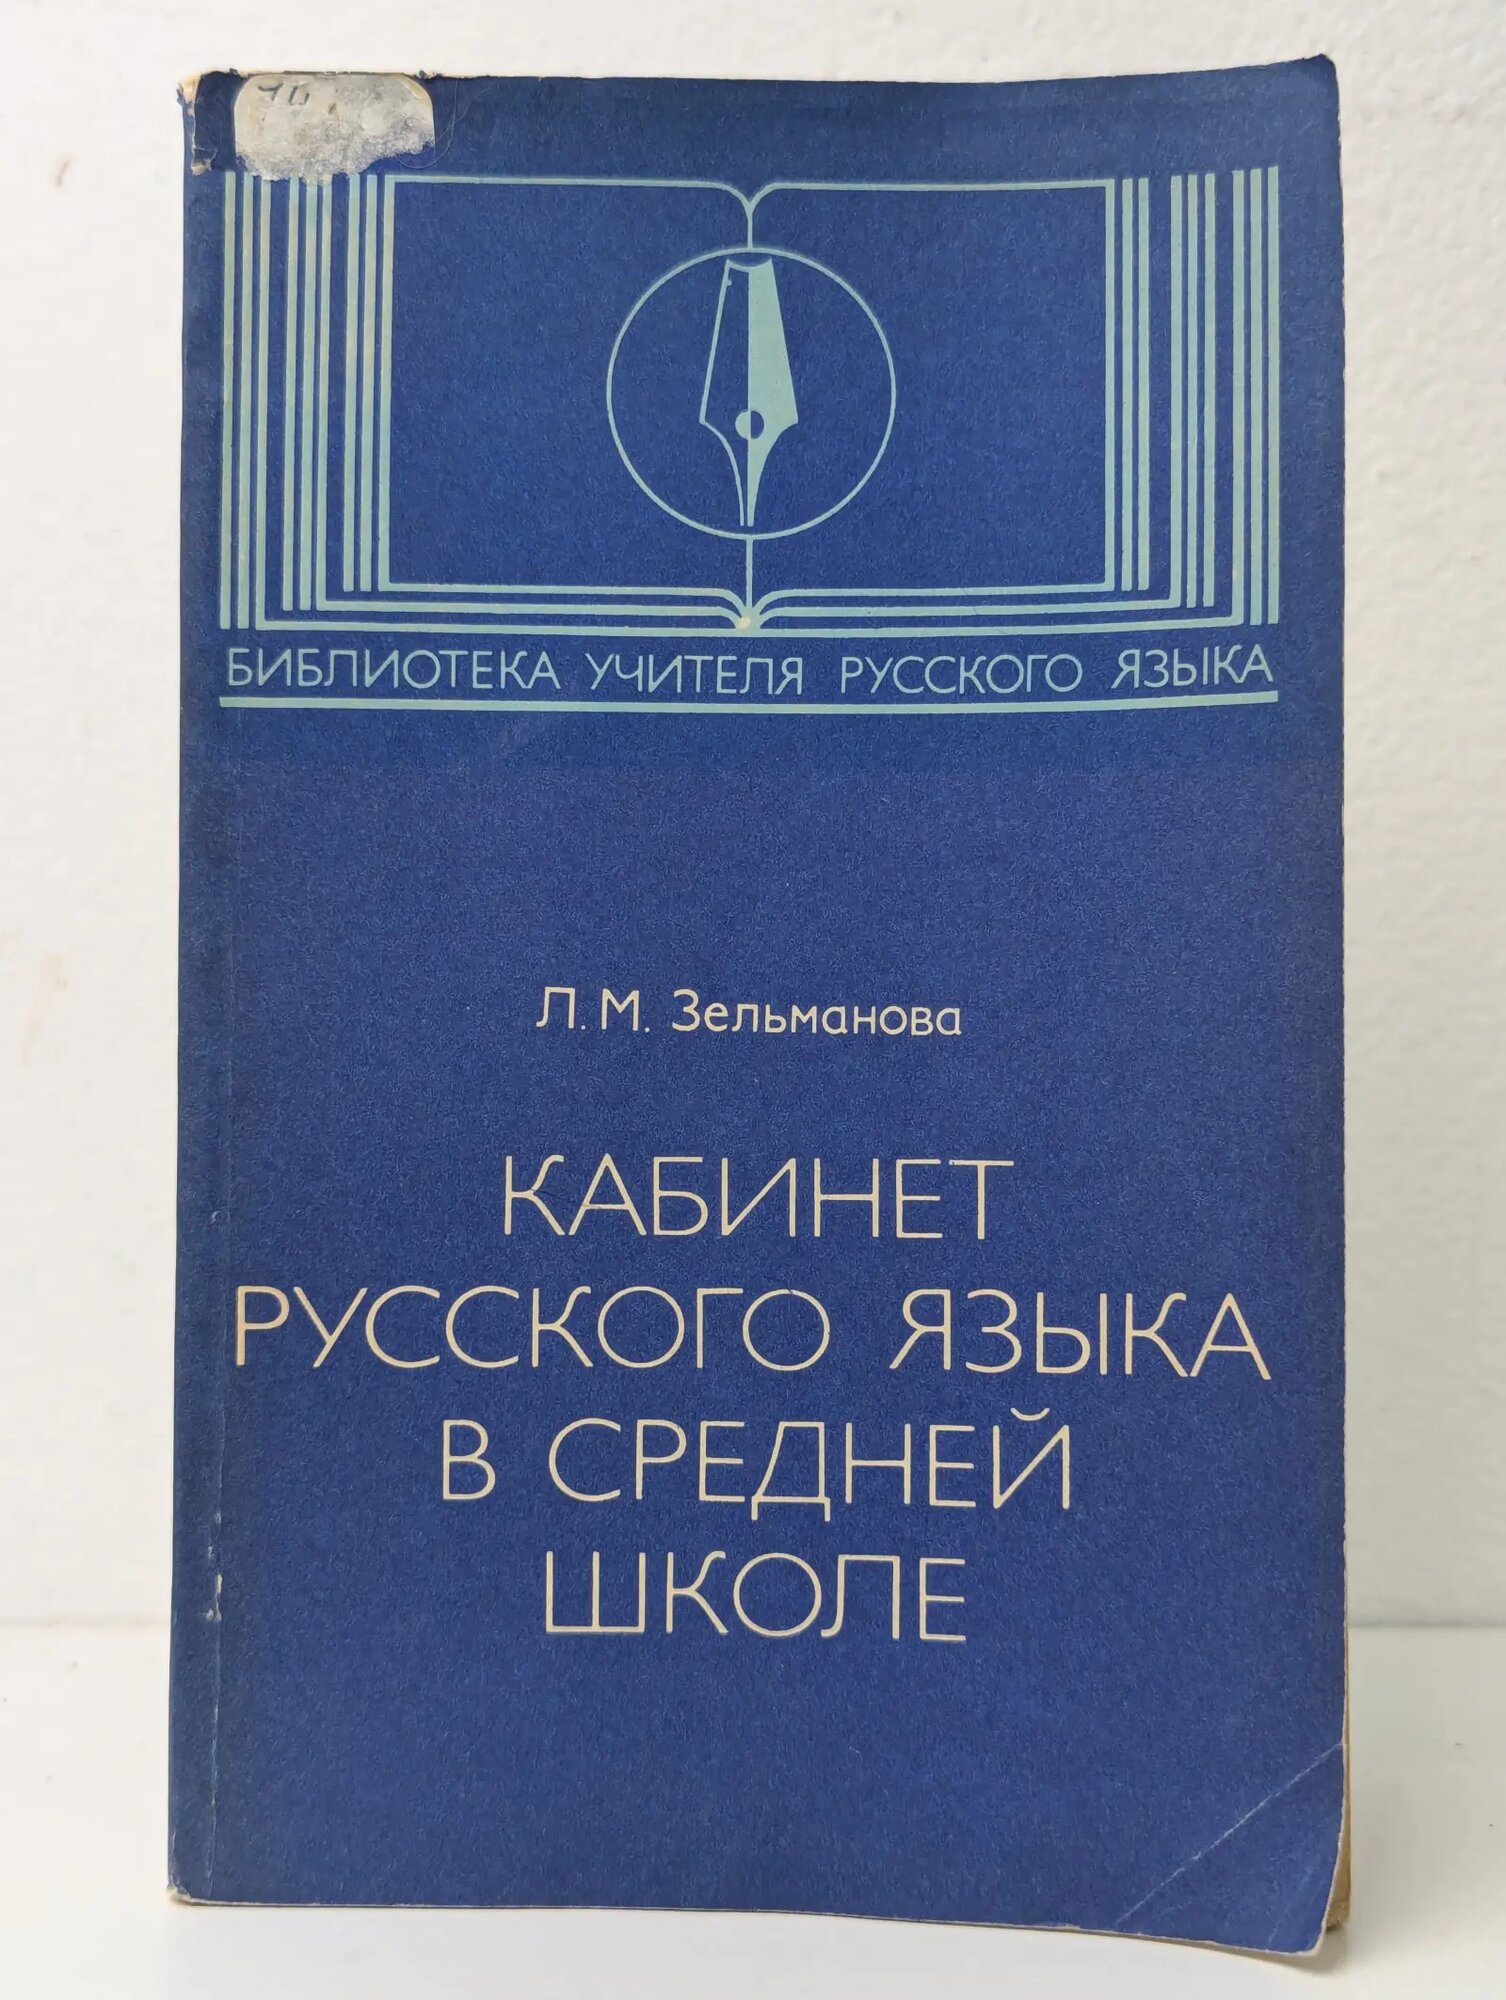 БИБЛИОТЕКА УЧИТЕЛЯ РУССКОГО ЯЗЫКА
Л. М. Зельманова
КАБИНЕТ
РУССКОГО ЯЗЫКА
В СРЕДНЕЙ
ШКОЛЕ